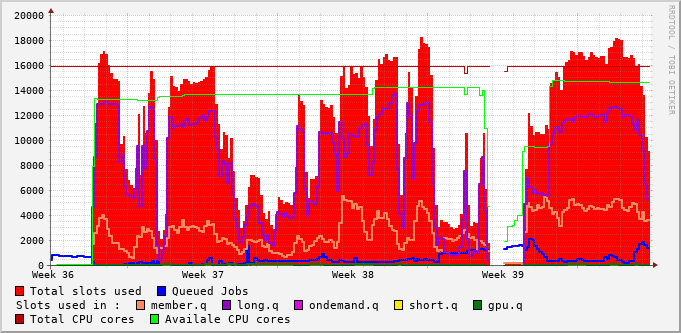 20000
18000
16000
14000
12000
10000
8000
6000
4000
2000
0
Week 36 Week 37 Week 38 Week 39
RRDTOOL / TOBI OETIKER
Total slots used Queued Jobs
Slots used in : member.q long.q ondemand.q short.q gpu.q
Total CPU cores Availale CPU cores